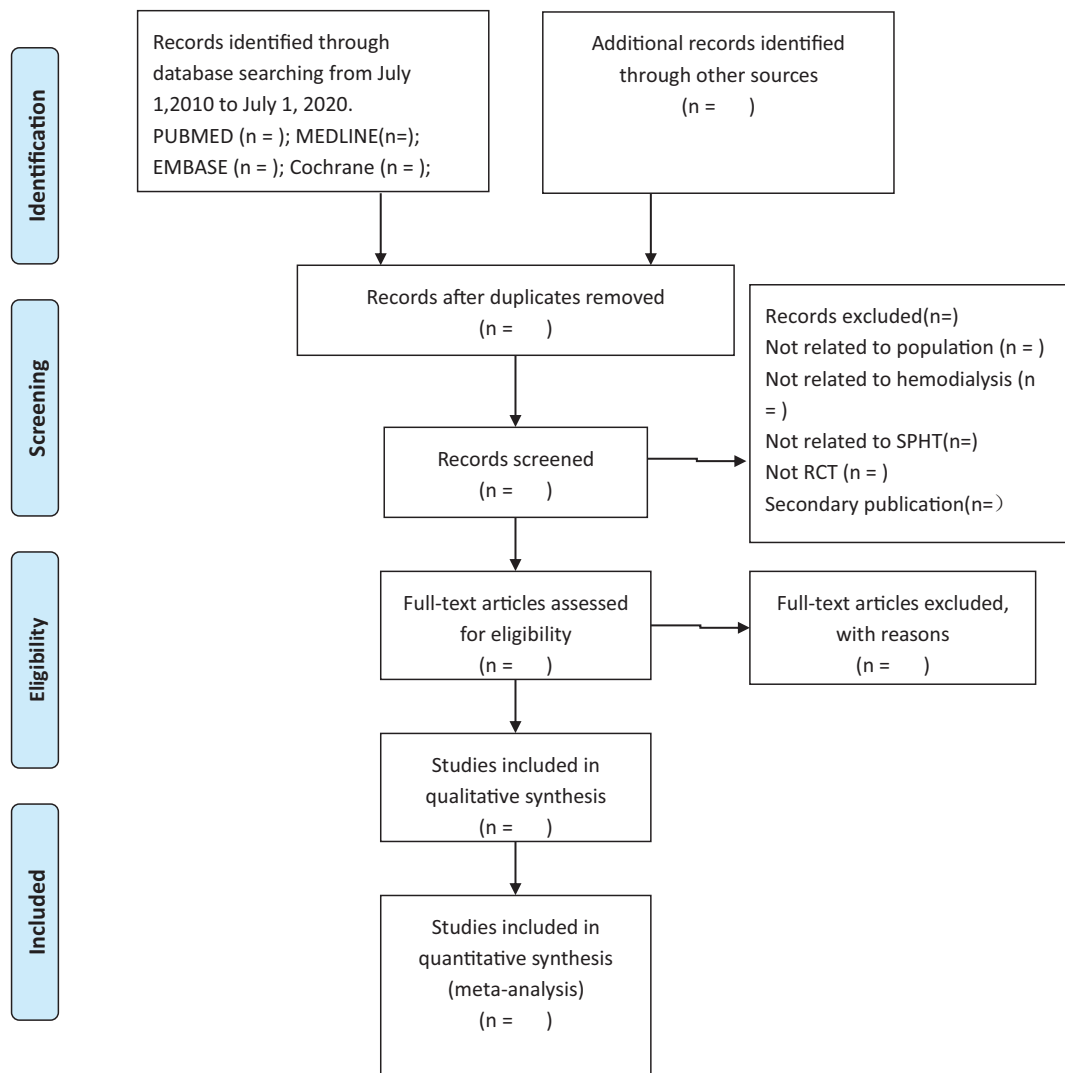 Identification
Records identified through
database searching from July
1,2010 to July 1, 2020.
PUBMED (n = ); MEDLINE(n=);
EMBASE (n = ); Cochrane (n = );
Additional records identified
through other sources
(n = )
Screening
Records after duplicates removed
(n = )
Records screened
(n = )
Records excluded(n=)
Not related to population (n = )
Not related to hemodialysis (n
= )
Not related to SPHT(n=)
Not RCT (n = )
Secondary publication(n=）
Eligibility
Full-text articles assessed
for eligibility
(n = )
Full-text articles excluded,
with reasons
(n = )
Studies included in
qualitative synthesis
(n = )
Included
Studies included in
quantitative synthesis
(meta-analysis)
(n = )